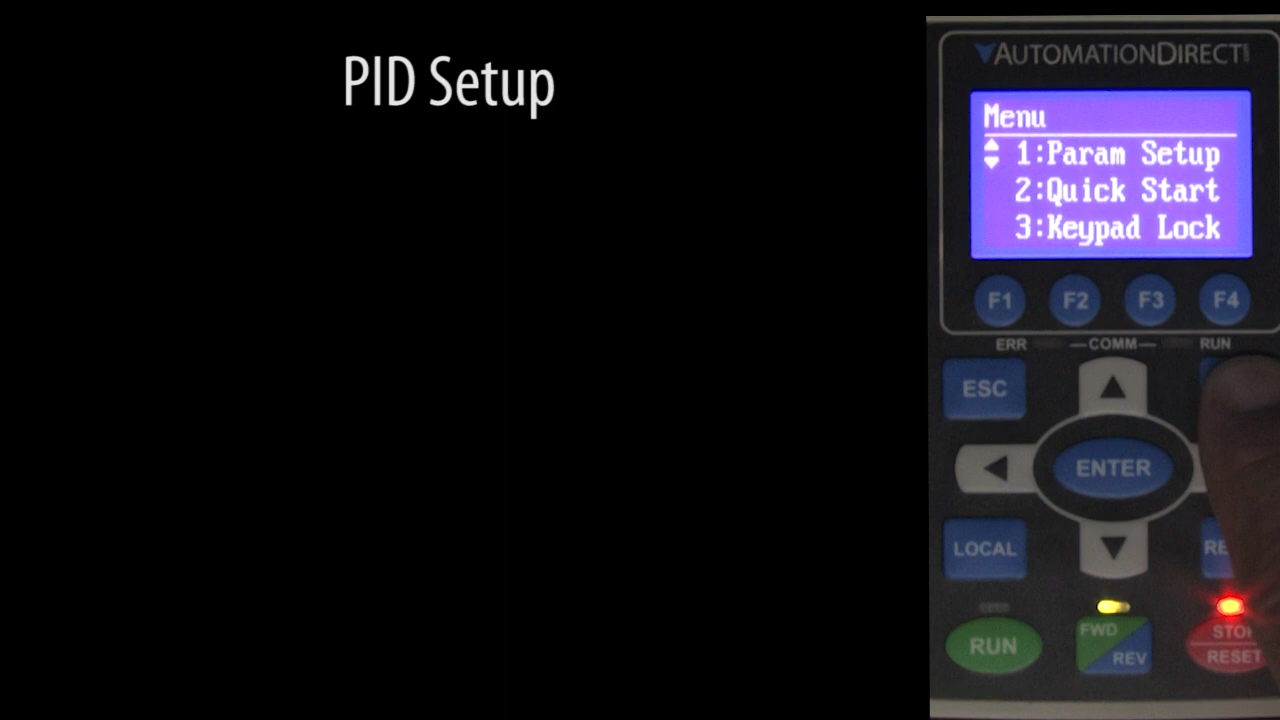 PID Setup
AUTOMATIONDIRECT
Menu
1:Param Setup
2:Quick Start
3:Keypad Lock
F1 F2 F3 F4
ERR —COMM— RUN
ESC
ENTER
LOCAL
FWD
RUN
REV
RESET